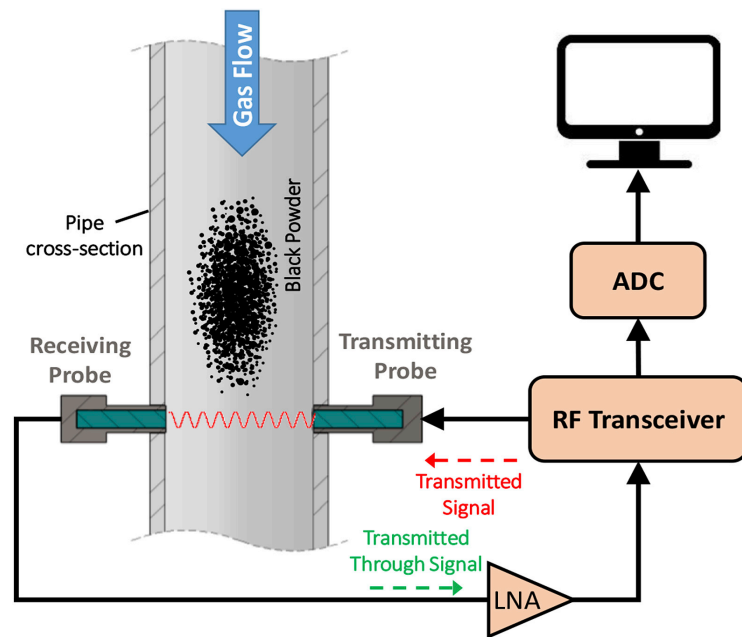 Gas Flow
Pipe
cross-section
Black Powder
ADC
Receiving
Probe
Transmitting
Probe
RF Transceiver
Transmitted
Signal
Transmitted
Through Signal
LNA